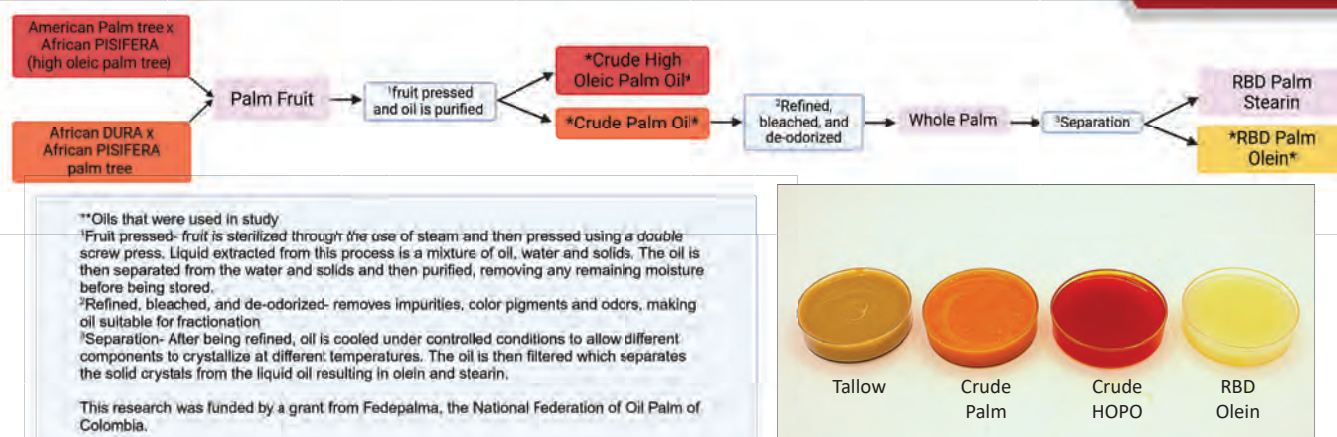 American Palm tree x
African PISIFERA
(high oleic palm tree)
African DURA x
African PISIFERA
palm tree
Palm Fruit
¹fruit pressed
and oil is purified
*Crude High
Oleic Palm Oil*
*Crude Palm Oil*
²Refined,
bleached, and
de-odorized
Whole Palm
³Separation
RBD Palm
Stearin
*RBD Palm
Olein*
**Oils that were used in study
¹Fruit pressed- fruit is sterilized through the use of steam and then pressed using a double
screw press. Liquid extracted from this process is a mixture of oil, water and solids. The oil is
then separated from the water and solids and then purified, removing any remaining moisture
before being stored.
²Refined, bleached, and de-odorized- removes impurities, color pigments and odors, making
oil suitable for fractionation
³Separation- After being refined, oil is cooled under controlled conditions to allow different
components to crystallize at different temperatures. The oil is then filtered which separates
the solid crystals from the liquid oil resulting in olein and stearin.
This research was funded by a grant from Fedepalma, the National Federation of Oil Palm of
Colombia.
Tallow
Crude
Palm
Crude
HOPO
RBD
Olein